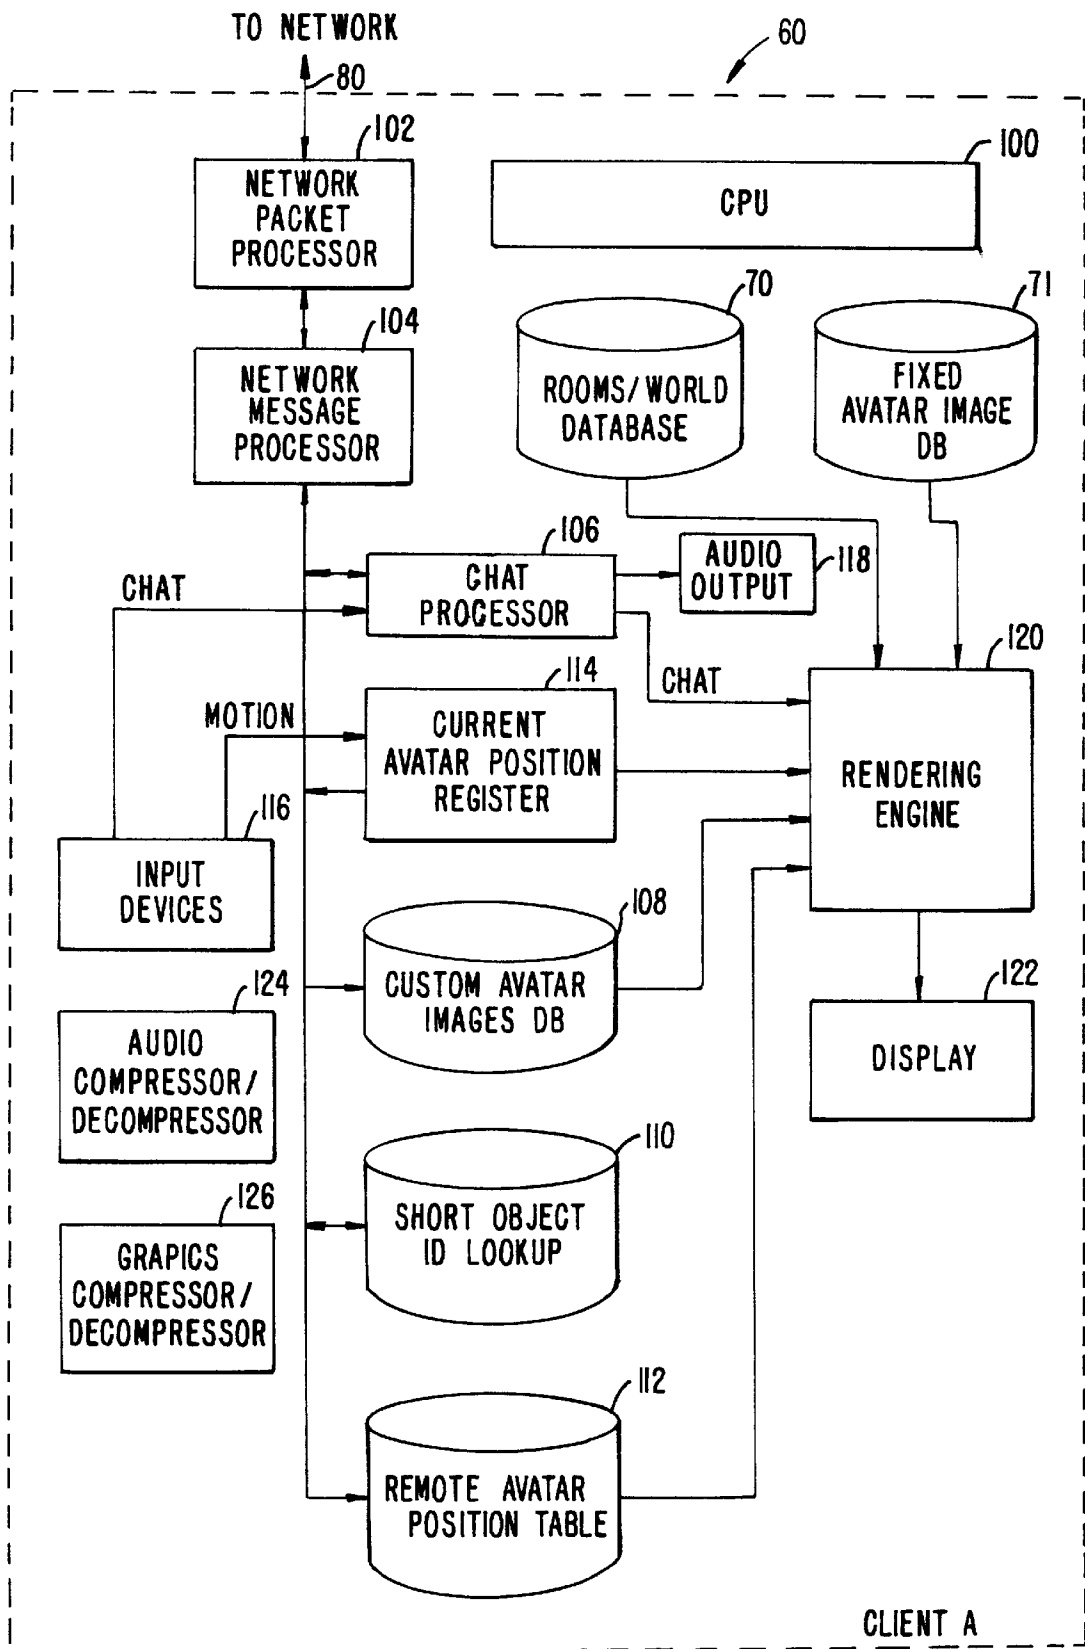 TO NETWORK
60
80
102
NETWORK
PACKET
PROCESSOR
100
CPU
104
NETWORK
MESSAGE
PROCESSOR
70
ROOMS/WORLD
DATABASE
71
FIXED
AVATAR IMAGE
DB
106
CHAT
PROCESSOR
AUDIO
OUTPUT
118
CHAT
114
CURRENT
AVATAR POSITION
REGISTER
CHAT
MOTION
120
RENDERING
ENGINE
116
INPUT
DEVICES
108
CUSTOM AVATAR
IMAGES DB
122
DISPLAY
124
AUDIO
COMPRESSOR/
DECOMPRESSOR
110
SHORT OBJECT
ID LOOKUP
126
GRAPICS
COMPRESSOR/
DECOMPRESSOR
112
REMOTE AVATAR
POSITION TABLE
CLIENT A